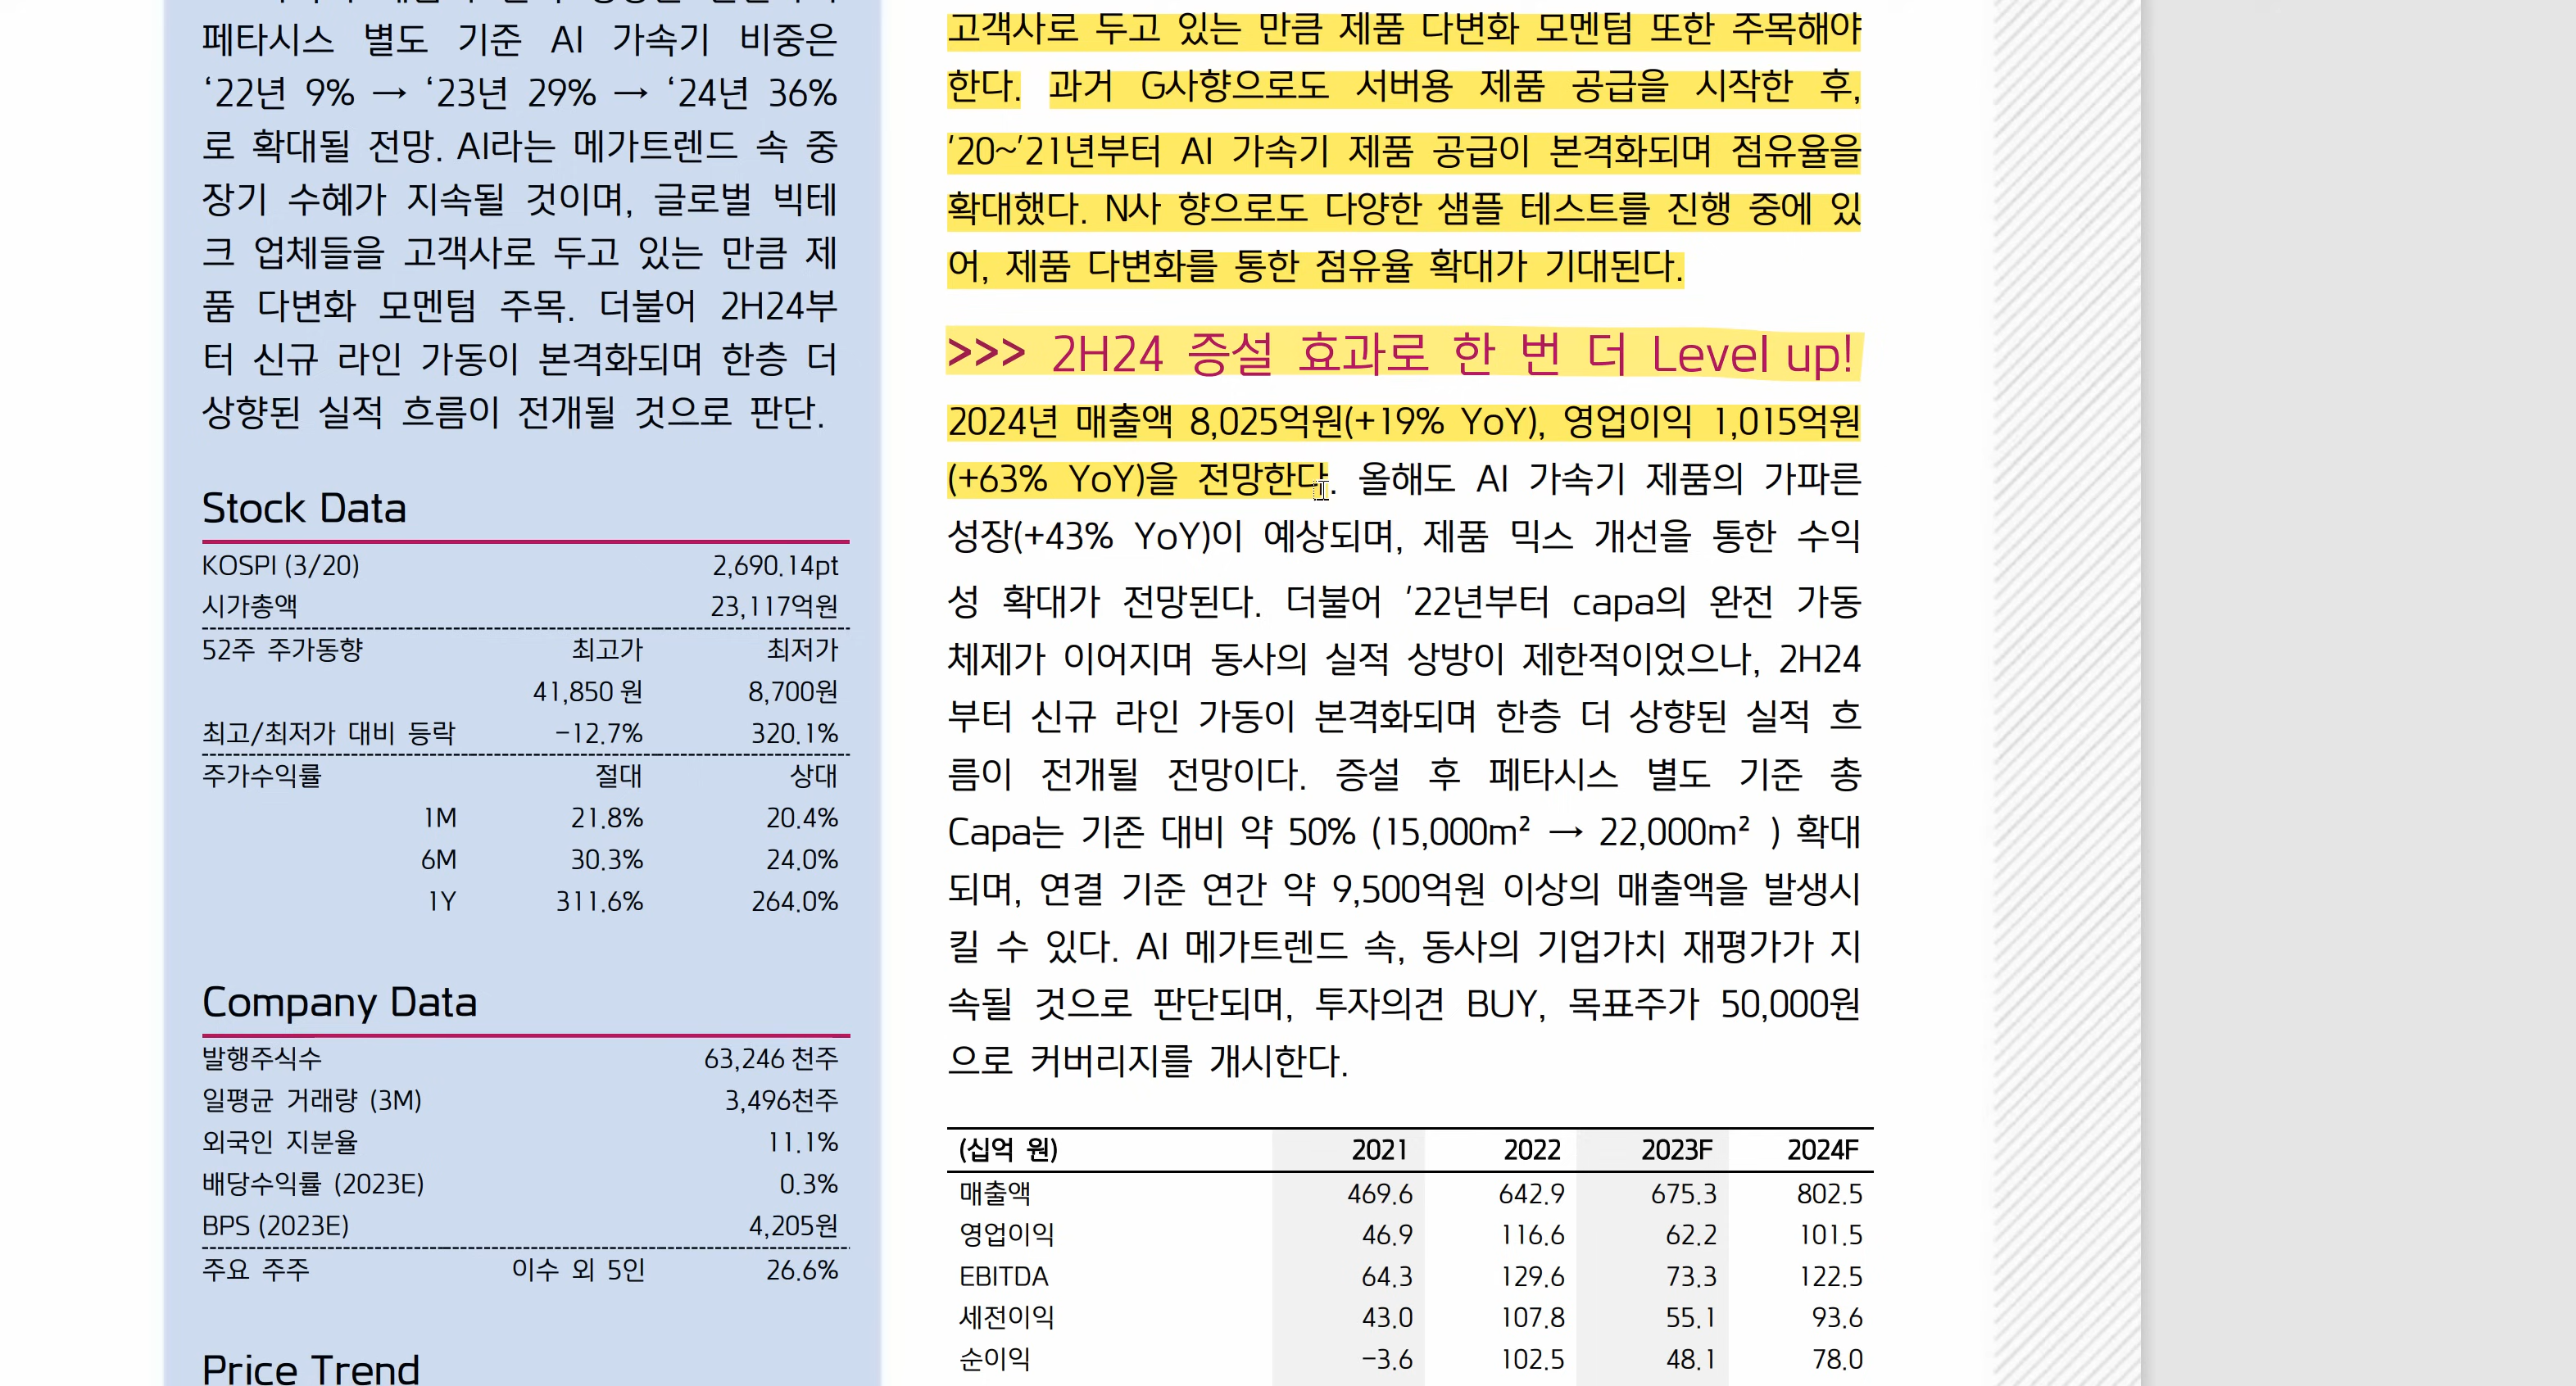 페타시스 별도 기준 AI 가속기 비중은
‘22년 9% → ‘23년 29% → ‘24년 36%
로 확대될 전망. AI라는 메가트렌드 속 중
장기 수혜가 지속될 것이며, 글로벌 빅테
크 업체들을 고객사로 두고 있는 만큼 제
품 다변화 모멘텀 주목. 더불어 2H24부
터 신규 라인 가동이 본격화되며 한층 더
상향된 실적 흐름이 전개될 것으로 판단.
Stock Data
KOSPI (3/20) 2,690.14pt
시가총액 23,117억원
52주 주가동향 최고가 최저가
41,850 원 8,700원
최고/최저가 대비 등락 -12.7% 320.1%
주가수익률 절대 상대
1M 21.8% 20.4%
6M 30.3% 24.0%
1Y 311.6% 264.0%
Company Data
발행주식수 63,246 천주
일평균 거래량 (3M) 3,496천주
외국인 지분율 11.1%
배당수익률 (2023E) 0.3%
BPS (2023E) 4,205원
주요 주주 이수 외 5인 26.6%
Price Trend
고객사로 두고 있는 만큼 제품 다변화 모멘텀 또한 주목해야
한다. 과거 G사향으로도 서버용 제품 공급을 시작한 후,
’20~’21년부터 AI 가속기 제품 공급이 본격화되며 점유율을
확대했다. N사 향으로도 다양한 샘플 테스트를 진행 중에 있
어, 제품 다변화를 통한 점유율 확대가 기대된다.
>>> 2H24 증설 효과로 한 번 더 Level up!
2024년 매출액 8,025억원(+19% YoY), 영업이익 1,015억원
(+63% YoY)을 전망한다. 올해도 AI 가속기 제품의 가파른
성장(+43% YoY)이 예상되며, 제품 믹스 개선을 통한 수익
성 확대가 전망된다. 더불어 ’22년부터 capa의 완전 가동
체제가 이어지며 동사의 실적 상방이 제한적이었으나, 2H24
부터 신규 라인 가동이 본격화되며 한층 더 상향된 실적 흐
름이 전개될 전망이다. 증설 후 페타시스 별도 기준 총
Capa는 기존 대비 약 50% (15,000m² → 22,000m² ) 확대
되며, 연결 기준 연간 약 9,500억원 이상의 매출액을 발생시
킬 수 있다. AI 메가트렌드 속, 동사의 기업가치 재평가가 지
속될 것으로 판단되며, 투자의견 BUY, 목표주가 50,000원
으로 커버리지를 개시한다.
(십억 원) 2021 2022 2023F 2024F
매출액 469.6 642.9 675.3 802.5
영업이익 46.9 116.6 62.2 101.5
EBITDA 64.3 129.6 73.3 122.5
세전이익 43.0 107.8 55.1 93.6
순이익 -3.6 102.5 48.1 78.0